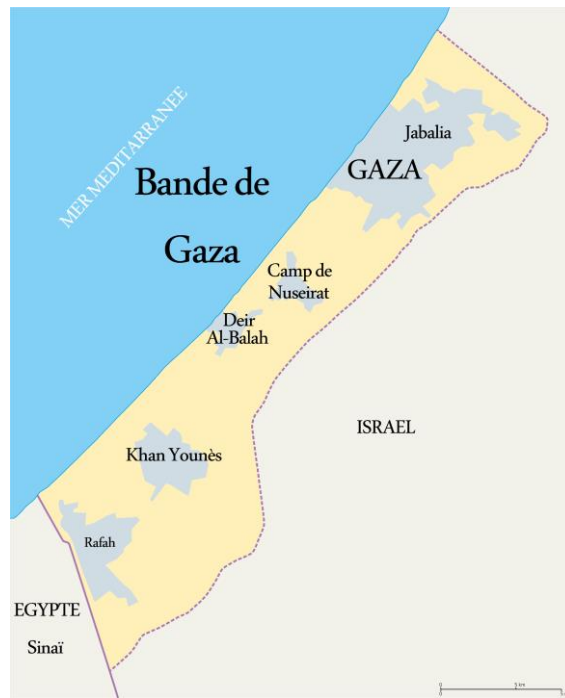 Jabalia
MER MEDITARRANEE
GAZA
Bande de
Gaza
Camp de
Nuseirat
Deir
Al-Balah
ISRAEL
Khan Younès
Rafah
EGYPTE
Sinaï